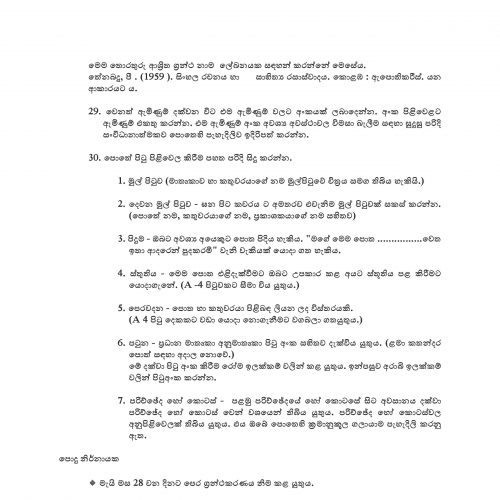 මෙම තොරතුරු ආශ්‍රිත ග්‍රන්ථ නාම ලේඛනයක සඳහන් කරන්නේ මෙසේය.
තේනබදු, පී . (1959 ). සිංහල රචනය හා සාහිත්‍ය රසාස්වාදය. කොළඹ : ඇපොතිකරීස්. යන
ආකාරයට ය.
29. වෙනත් ඇමිණුම් දක්වන විට එම ඇමිණුම් වලට අංකයක් ලබාදෙන්න. අංක පිළිවෙළට
ඇමිණුම් එකතු කරන්න. එම ඇමිණුම් අංක අවශ්‍ය අවස්ථාවල විමසා බැලීම සඳහා සුදුසු පරිදි
සංවිධානාත්මකව පොතෙහි පැහැදිලිව ඉදිරිපත් කරන්න.
30. පොතේ පිටු පිළිවෙල කිරීම පහත පරිදි සිදු කරන්න.
1. මුල් පිටුව (මාතෘකාව හා කතුවරයාගේ නම මුල්පිටුවේ චිත්‍රය සමග තිබිය හැකියි.)
2. දෙවන මුල් පිටුව - ඝන පිට කවරය ට අමතරව එවැනිම මුල් පිටුවක් සකස් කරන්න.
(පොතේ නම, කතුවරයාගේ නම, ප්‍රකාශකයාගේ නම සහිතව)
3. පිදුම - ඔබට අවශ්‍ය අයෙකුට පොත පිදිය හැකිය. "මගේ මෙම පොත ................වෙත
ඉතා ආදරෙන් පුදකරමි" වැනි වැකියක් යොදා ගත හැකිය.
4. ස්තූතිය - මෙම පොත එළිදැක්වීමට ඔබට උපකාර කළ අයට ස්තූතිය පළ කිරීමට
යොදාගැනේ. (A -4 පිටුවකට සීමා විය යුතුය.)
5. පෙරවදන - පොත හා කතුවරයා පිළිබඳ ලියන ලද විස්තරයකි.
(A 4 පිටු දෙකකට වඩා යොදා නොගැනීමට වගබලා ගතයුතුය.)
6. පටුන - ප්‍රධාන මාතෘකා අනුමාතෘකා පිටු අංක සහිතව දැක්විය යුතුය. (ළමා කතන්දර
පොත් සඳහා අදාල නොවේ.)
මේ දක්වා පිටු අංක කිරීම රෝම ඉලක්කම් වලින් කළ යුතුය. ඉන්පසුව අරාබි ඉලක්කම්
වලින් පිටුඅංක කරන්න.
7. පරිච්ඡේද හෝ කොටස් - පළමු පරිච්ඡේදයේ හෝ කොටසේ සිට අවසානය දක්වා
පරිච්ඡේද හෝ කොටස් වෙන් වශයෙන් තිබිය යුතුය. පරිච්ඡේද හෝ කොටස්වල
අනුපිළිවෙලක් තිබිය යුතුය. එය ඔබේ පොතෙහි ක්‍රමානුකූල ගලායාම පැහැදිලි කරනු
ඇත.
පොදු නිර්නායක
❖ මැයි මස 28 වන දිනට පෙර ග්‍රන්ථකරණය නිම කළ යුතුය.